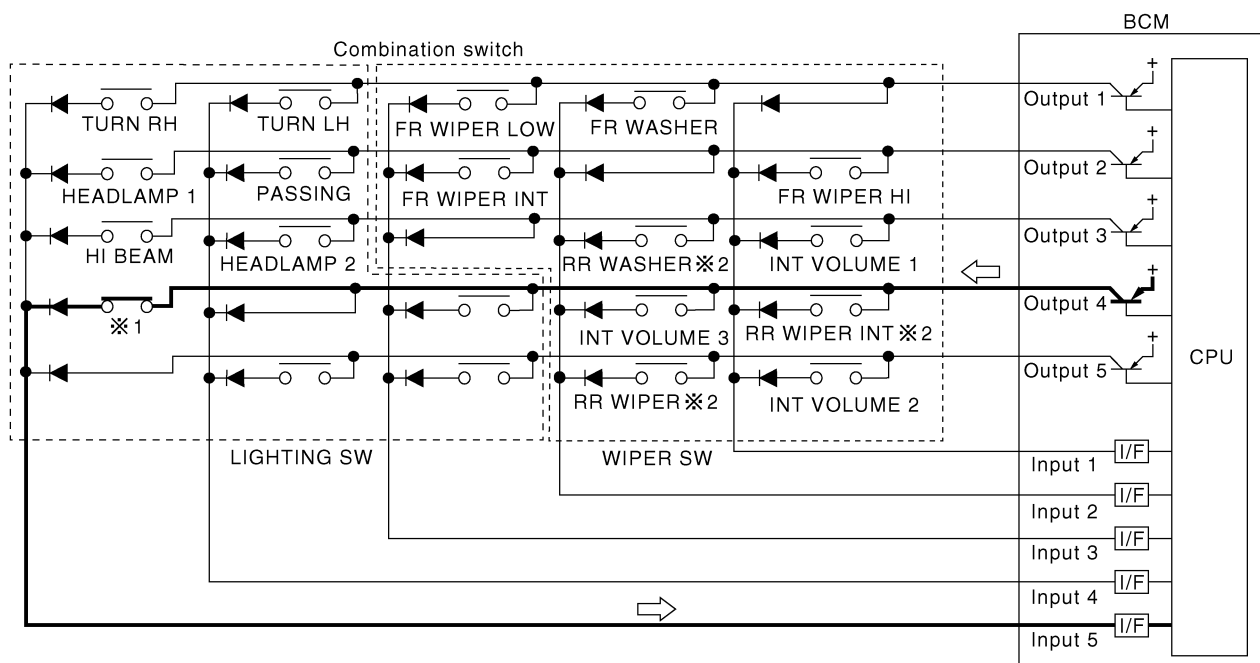 BCM
Combination switch
+
Output 1
TURN RH
TURN LH
FR WIPER LOW
FR WASHER
+
Output 2
HEADLAMP 1
PASSING
FR WIPER INT
FR WIPER HI
+
Output 3
HI BEAM
HEADLAMP 2
RR WASHER※2
INT VOLUME 1
+
Output 4
※1
INT VOLUME 3
RR WIPER INT※2
+
Output 5
CPU
RR WIPER※2
INT VOLUME 2
LIGHTING SW
WIPER SW
Input 1
I/F
Input 2
I/F
Input 3
I/F
Input 4
I/F
Input 5
I/F